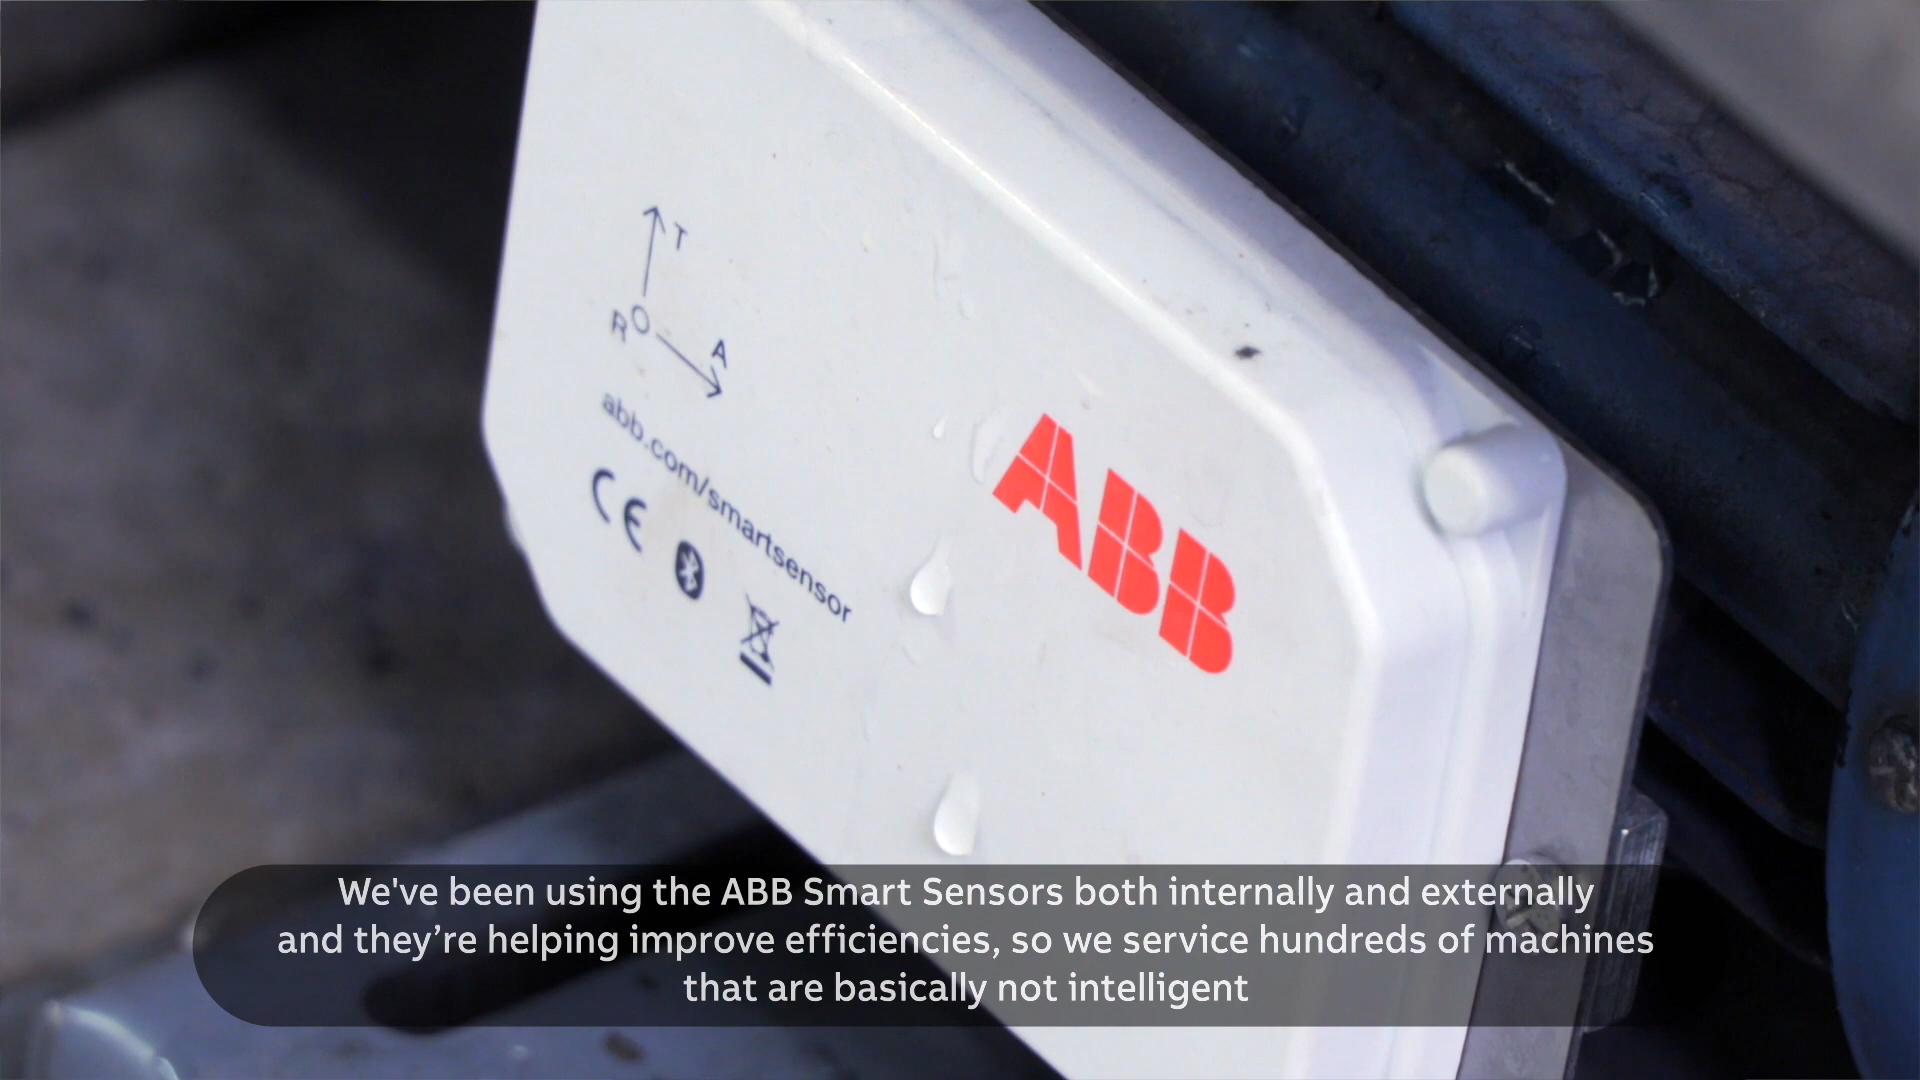 T
R
A
abb.com/smartsensor
CE
ABB
We've been using the ABB Smart Sensors both internally and externally
and they’re helping improve efficiencies, so we service hundreds of machines
that are basically not intelligent